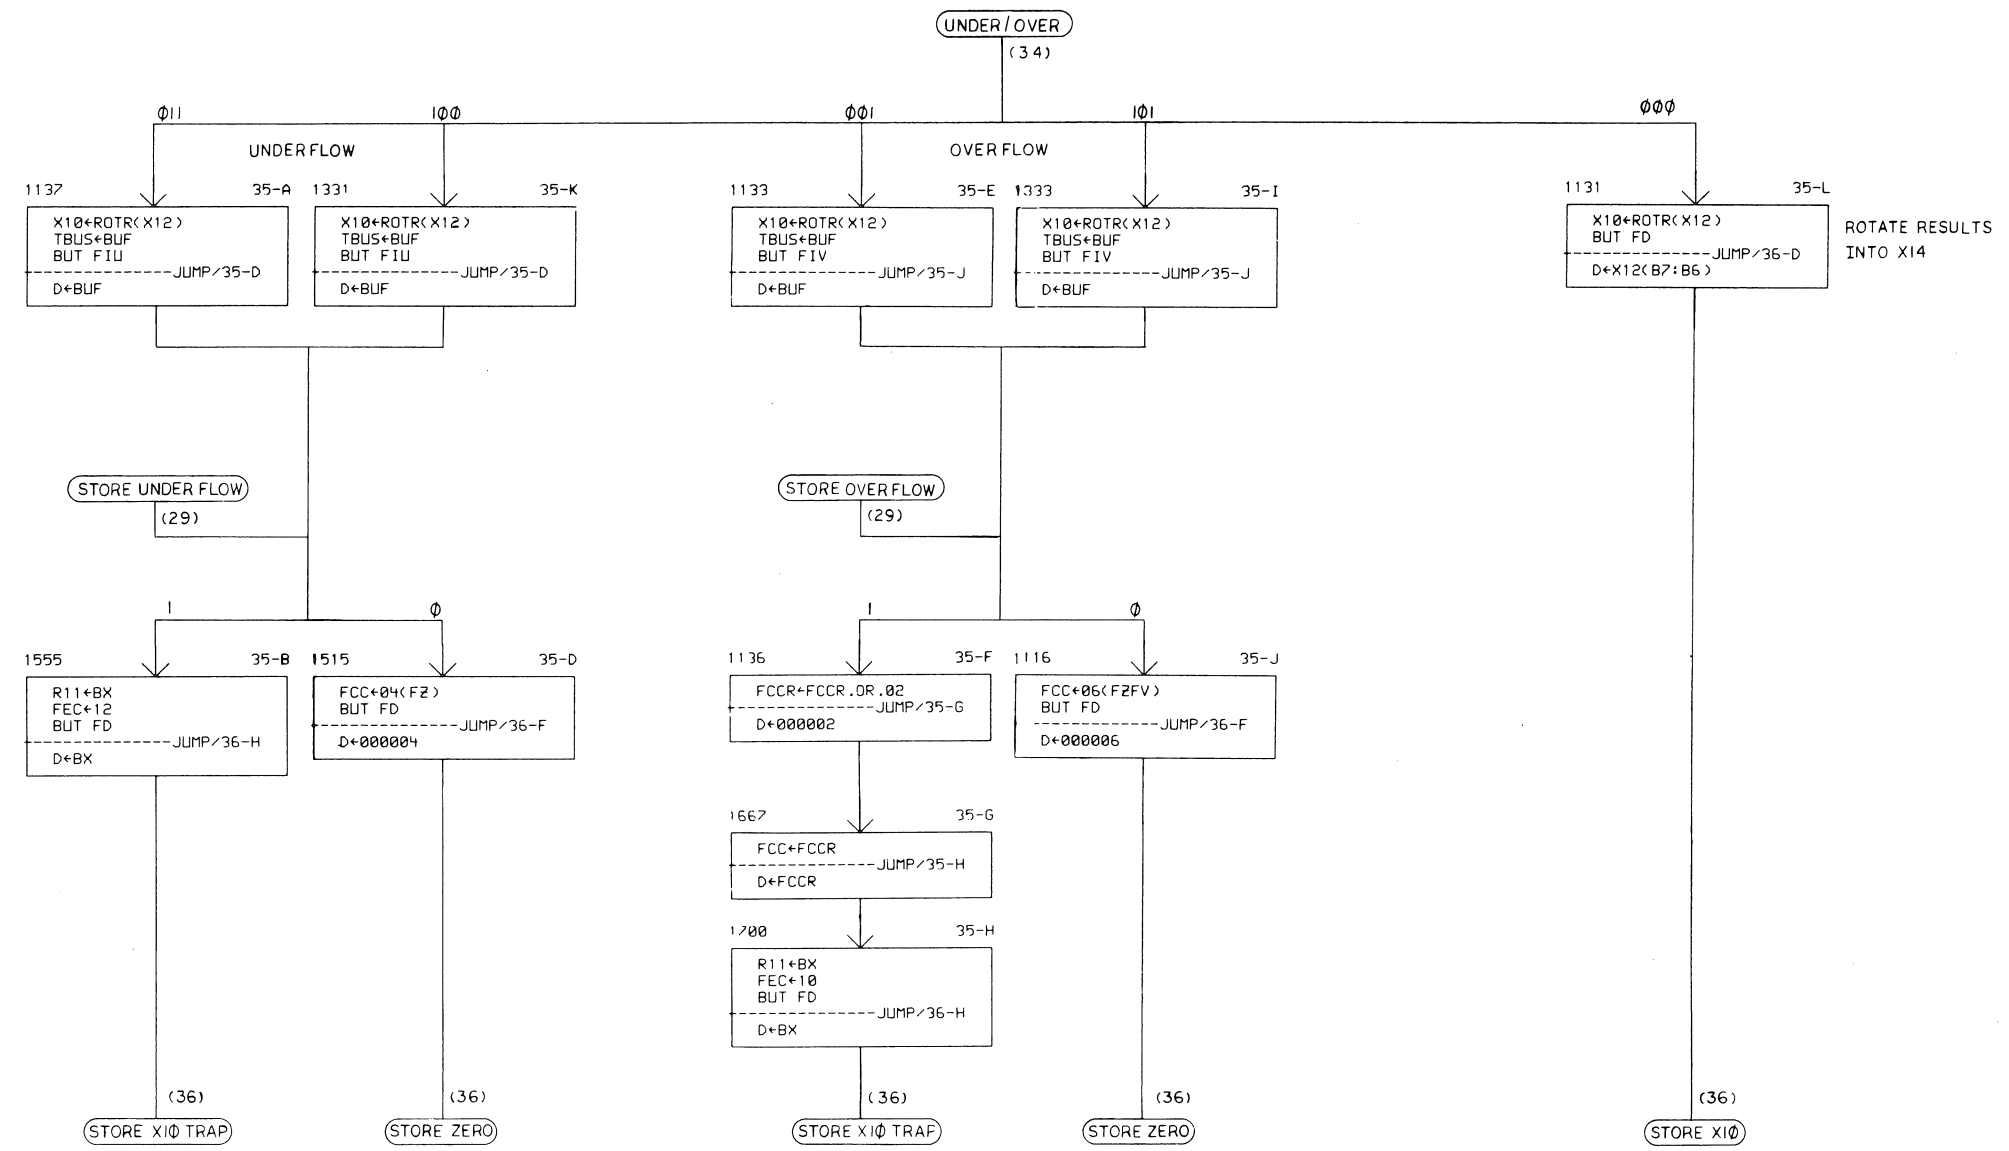 UNDER/OVER
(34)
Ø11
1ØØ
ØØ1
1Ø1
ØØØ
UNDERFLOW
OVERFLOW
1137 35-A
X10←ROTR(X12)
TBUS←BUF
BUT FIU
----------------JUMP/35-D
D←BUF
1331 35-K
X10←ROTR(X12)
TBUS←BUF
BUT FIU
----------------JUMP/35-D
D←BUF
1133 35-E
X10←ROTR(X12)
TBUS←BUF
BUT FIV
----------------JUMP/35-J
D←BUF
1333 35-I
X10←ROTR(X12)
TBUS←BUF
BUT FIV
----------------JUMP/35-J
D←BUF
1131 35-L
X10←ROTR(X12)
BUT FD
----------------JUMP/36-D
D←X12(B7:B6)
ROTATE RESULTS
INTO X14
STORE UNDERFLOW
(29)
STORE OVERFLOW
(29)
1
Ø
1
Ø
1555 35-B
R11←BX
FEC←12
BUT FD
----------------JUMP/36-H
D←BX
1515 35-D
FCC←04(FZ)
BUT FD
----------------JUMP/36-F
D←000004
1136 35-F
FCCR←FCCR.OR.02
----------------JUMP/35-G
D←000002
1116 35-J
FCC←06(FZFV)
BUT FD
--------------JUMP/36-F
D←000006
1667 35-G
FCC←FCCR
----------------JUMP/35-H
D←FCCR
1700 35-H
R11←BX
FEC←10
BUT FD
----------------JUMP/36-H
D←BX
(36)
STORE X1Ø TRAP
(36)
STORE ZERO
(36)
STORE X1Ø TRAP
(36)
STORE ZERO
(36)
STORE X1Ø